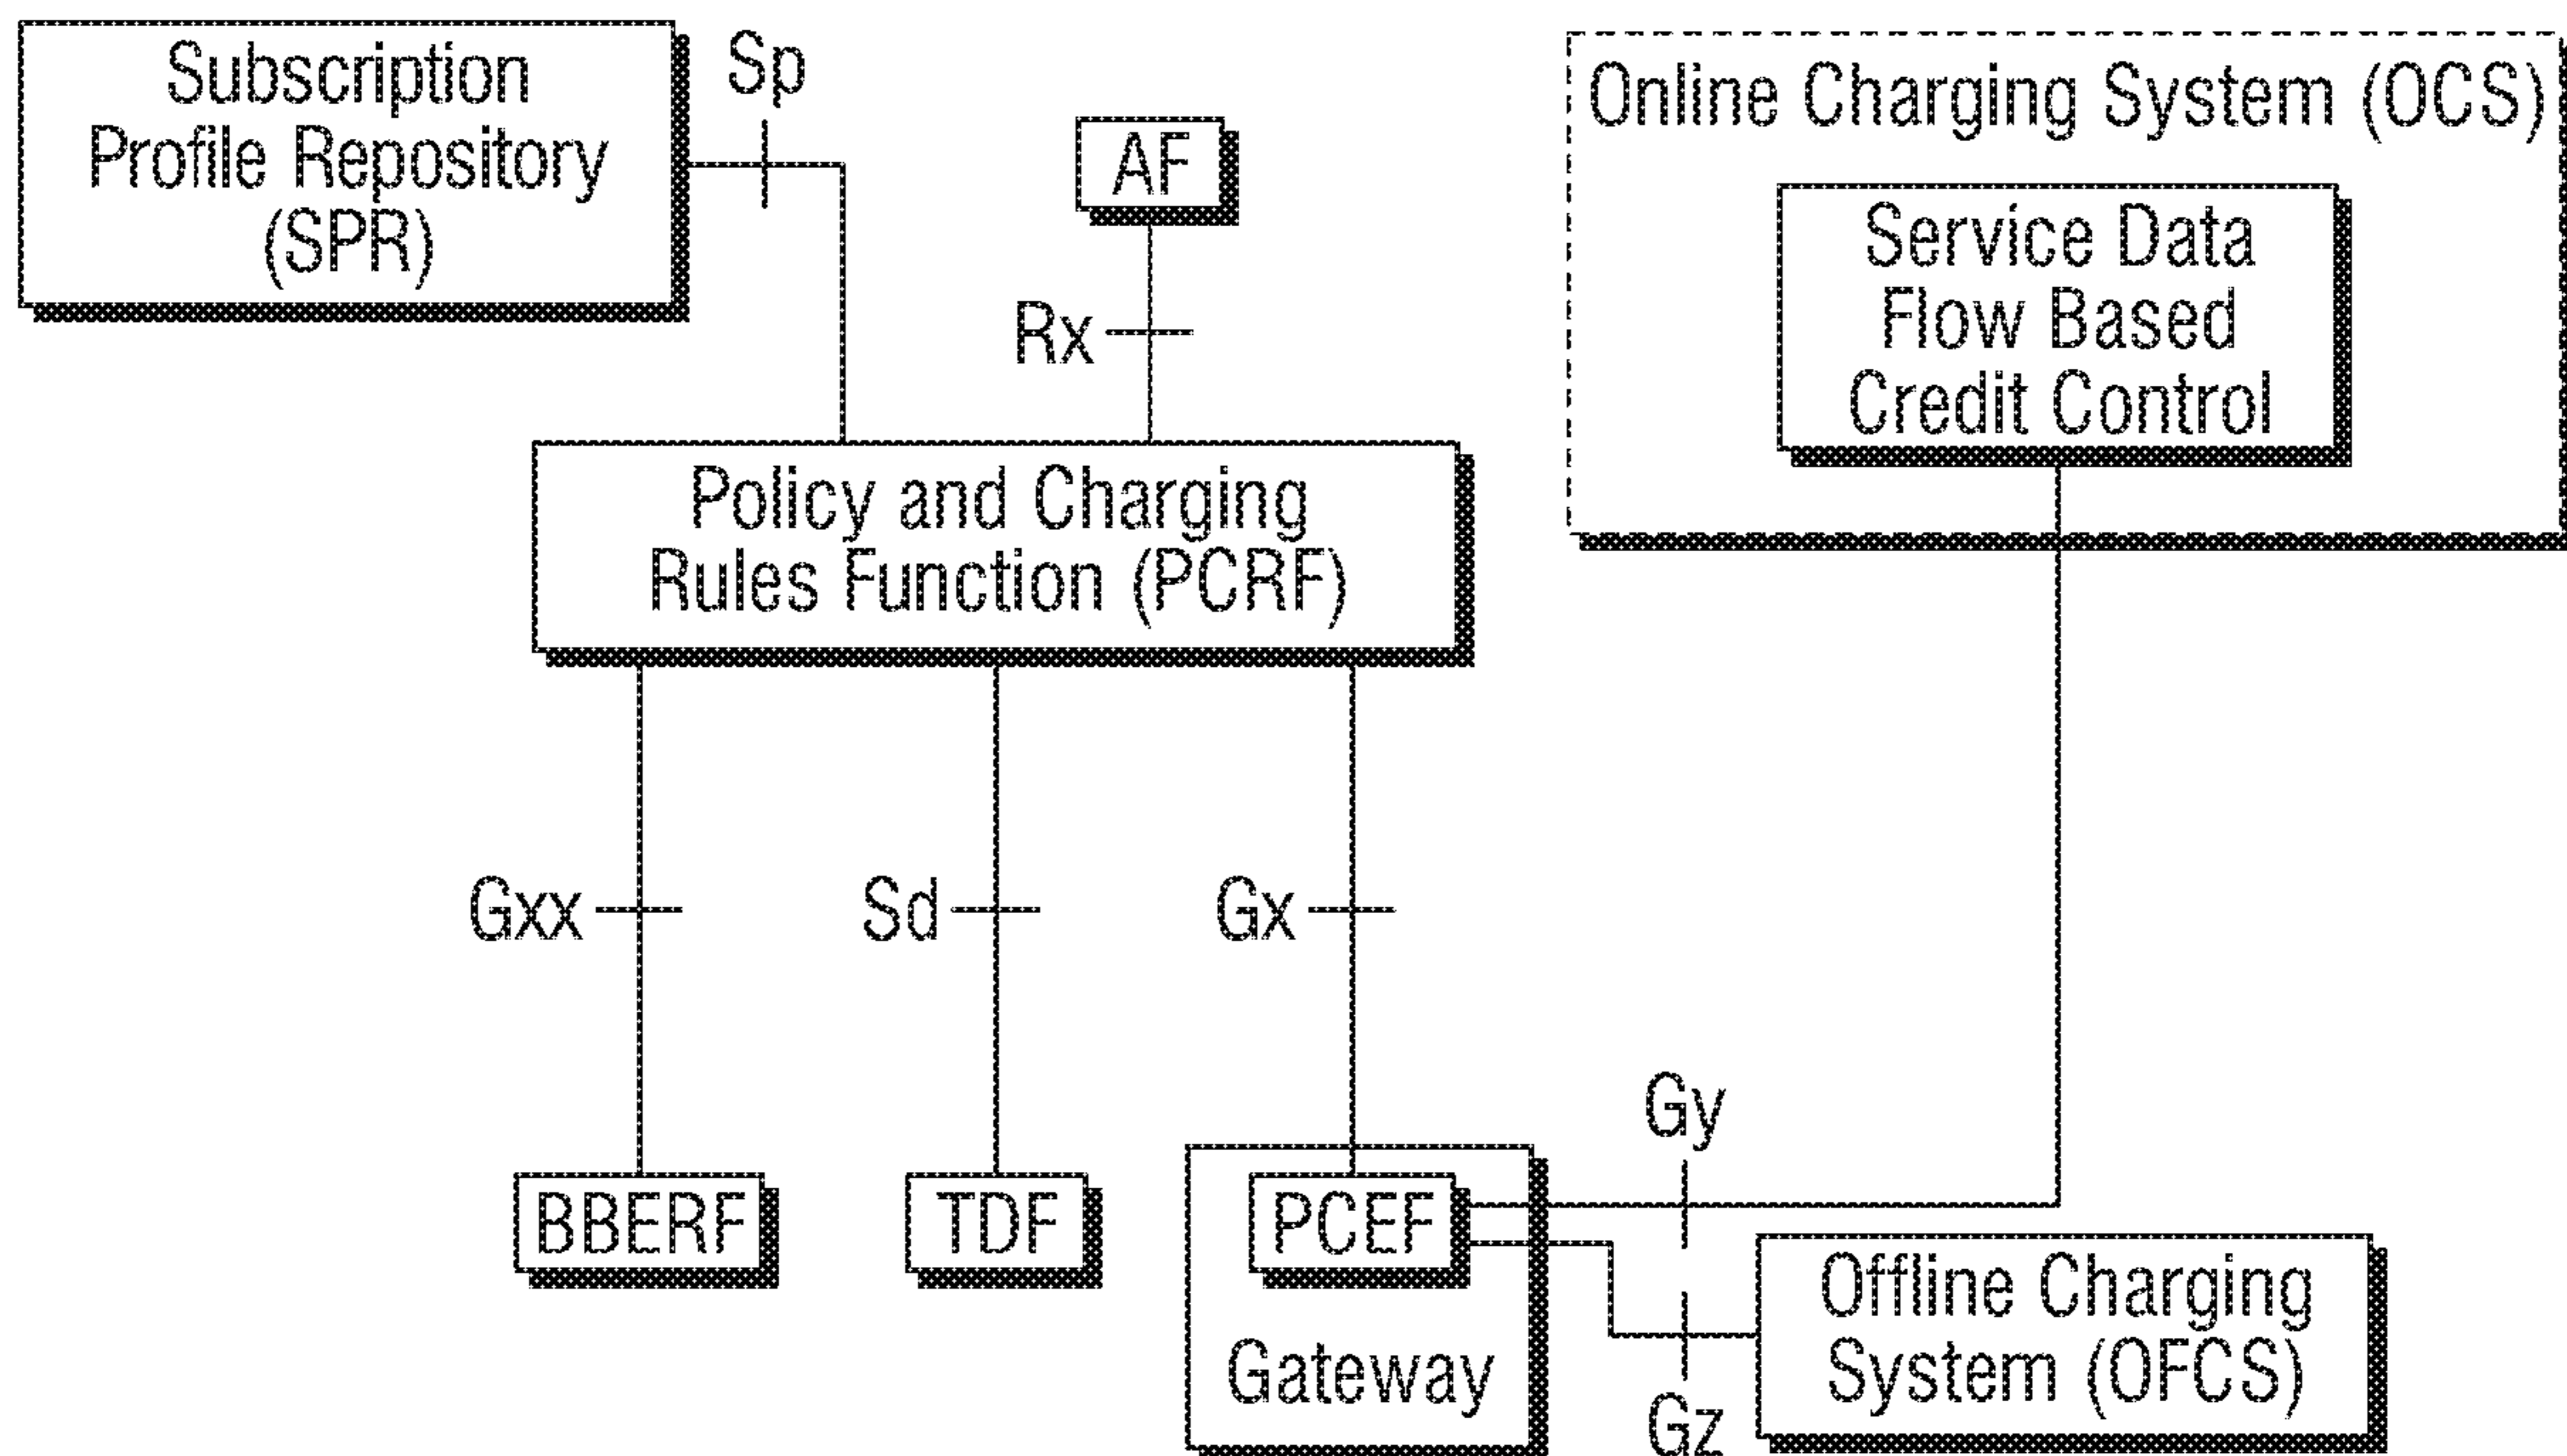 Subscription
Profile Repository
(SPR)
Sp
AF
Rx
Online Charging System (OCS)
Service Data
Flow Based
Credit Control
Policy and Charging
Rules Function (PCRF)
Gxx
Sd
Gx
Gy
BBERF
TDF
PCEF
Gateway
Gz
Offline Charging
System (OFCS)